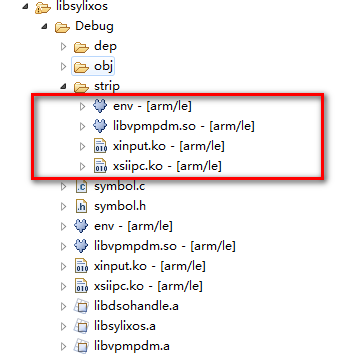 libsylixos
Debug
dep
obj
strip
env - [arm/le]
libvpmpdm.so - [arm/le]
xinput.ko - [arm/le]
xsiipc.ko - [arm/le]
symbol.c
symbol.h
env - [arm/le]
libvpmpdm.so - [arm/le]
xinput.ko - [arm/le]
xsiipc.ko - [arm/le]
libdsohandle.a
libsylixos.a
libvpmpdm.a